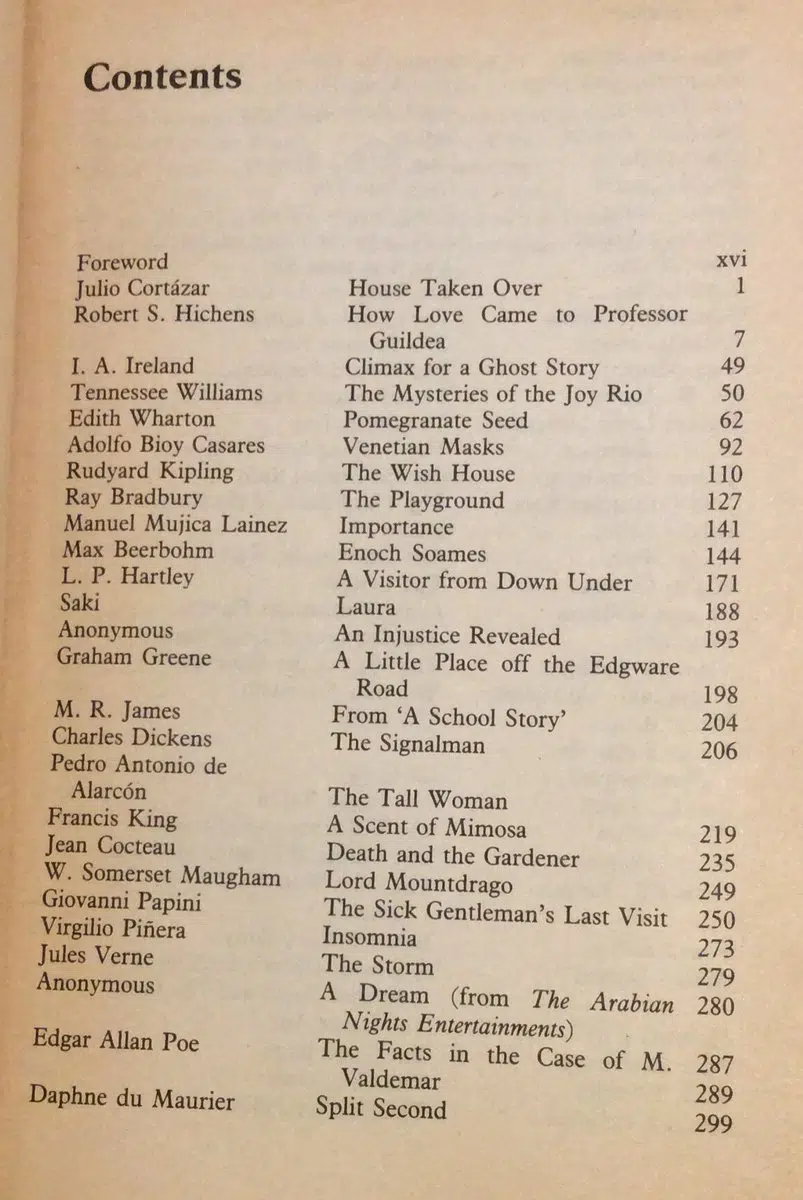 Contents
Foreword xvi
Julio Cortázar House Taken Over 1
Robert S. Hichens How Love Came to Professor
Guildea 7
I. A. Ireland Climax for a Ghost Story 49
Tennessee Williams The Mysteries of the Joy Rio 50
Edith Wharton Pomegranate Seed 62
Adolfo Bioy Casares Venetian Masks 92
Rudyard Kipling The Wish House 110
Ray Bradbury The Playground 127
Manuel Mujica Lainez Importance 141
Max Beerbohm Enoch Soames 144
L. P. Hartley A Visitor from Down Under 171
Saki Laura 188
Anonymous An Injustice Revealed 193
Graham Greene A Little Place off the Edgware
Road 198
M. R. James From ‘A School Story’ 204
Charles Dickens The Signalman 206
Pedro Antonio de
Alarcón The Tall Woman
Francis King A Scent of Mimosa 219
Jean Cocteau Death and the Gardener 235
W. Somerset Maugham Lord Mountdrago 249
Giovanni Papini The Sick Gentleman’s Last Visit 250
Virgilio Piñera Insomnia 273
Jules Verne The Storm 279
Anonymous A Dream (from The Arabian 280
Nights Entertainments)
Edgar Allan Poe The Facts in the Case of M. 287
Valdemar 289
Daphne du Maurier Split Second 299